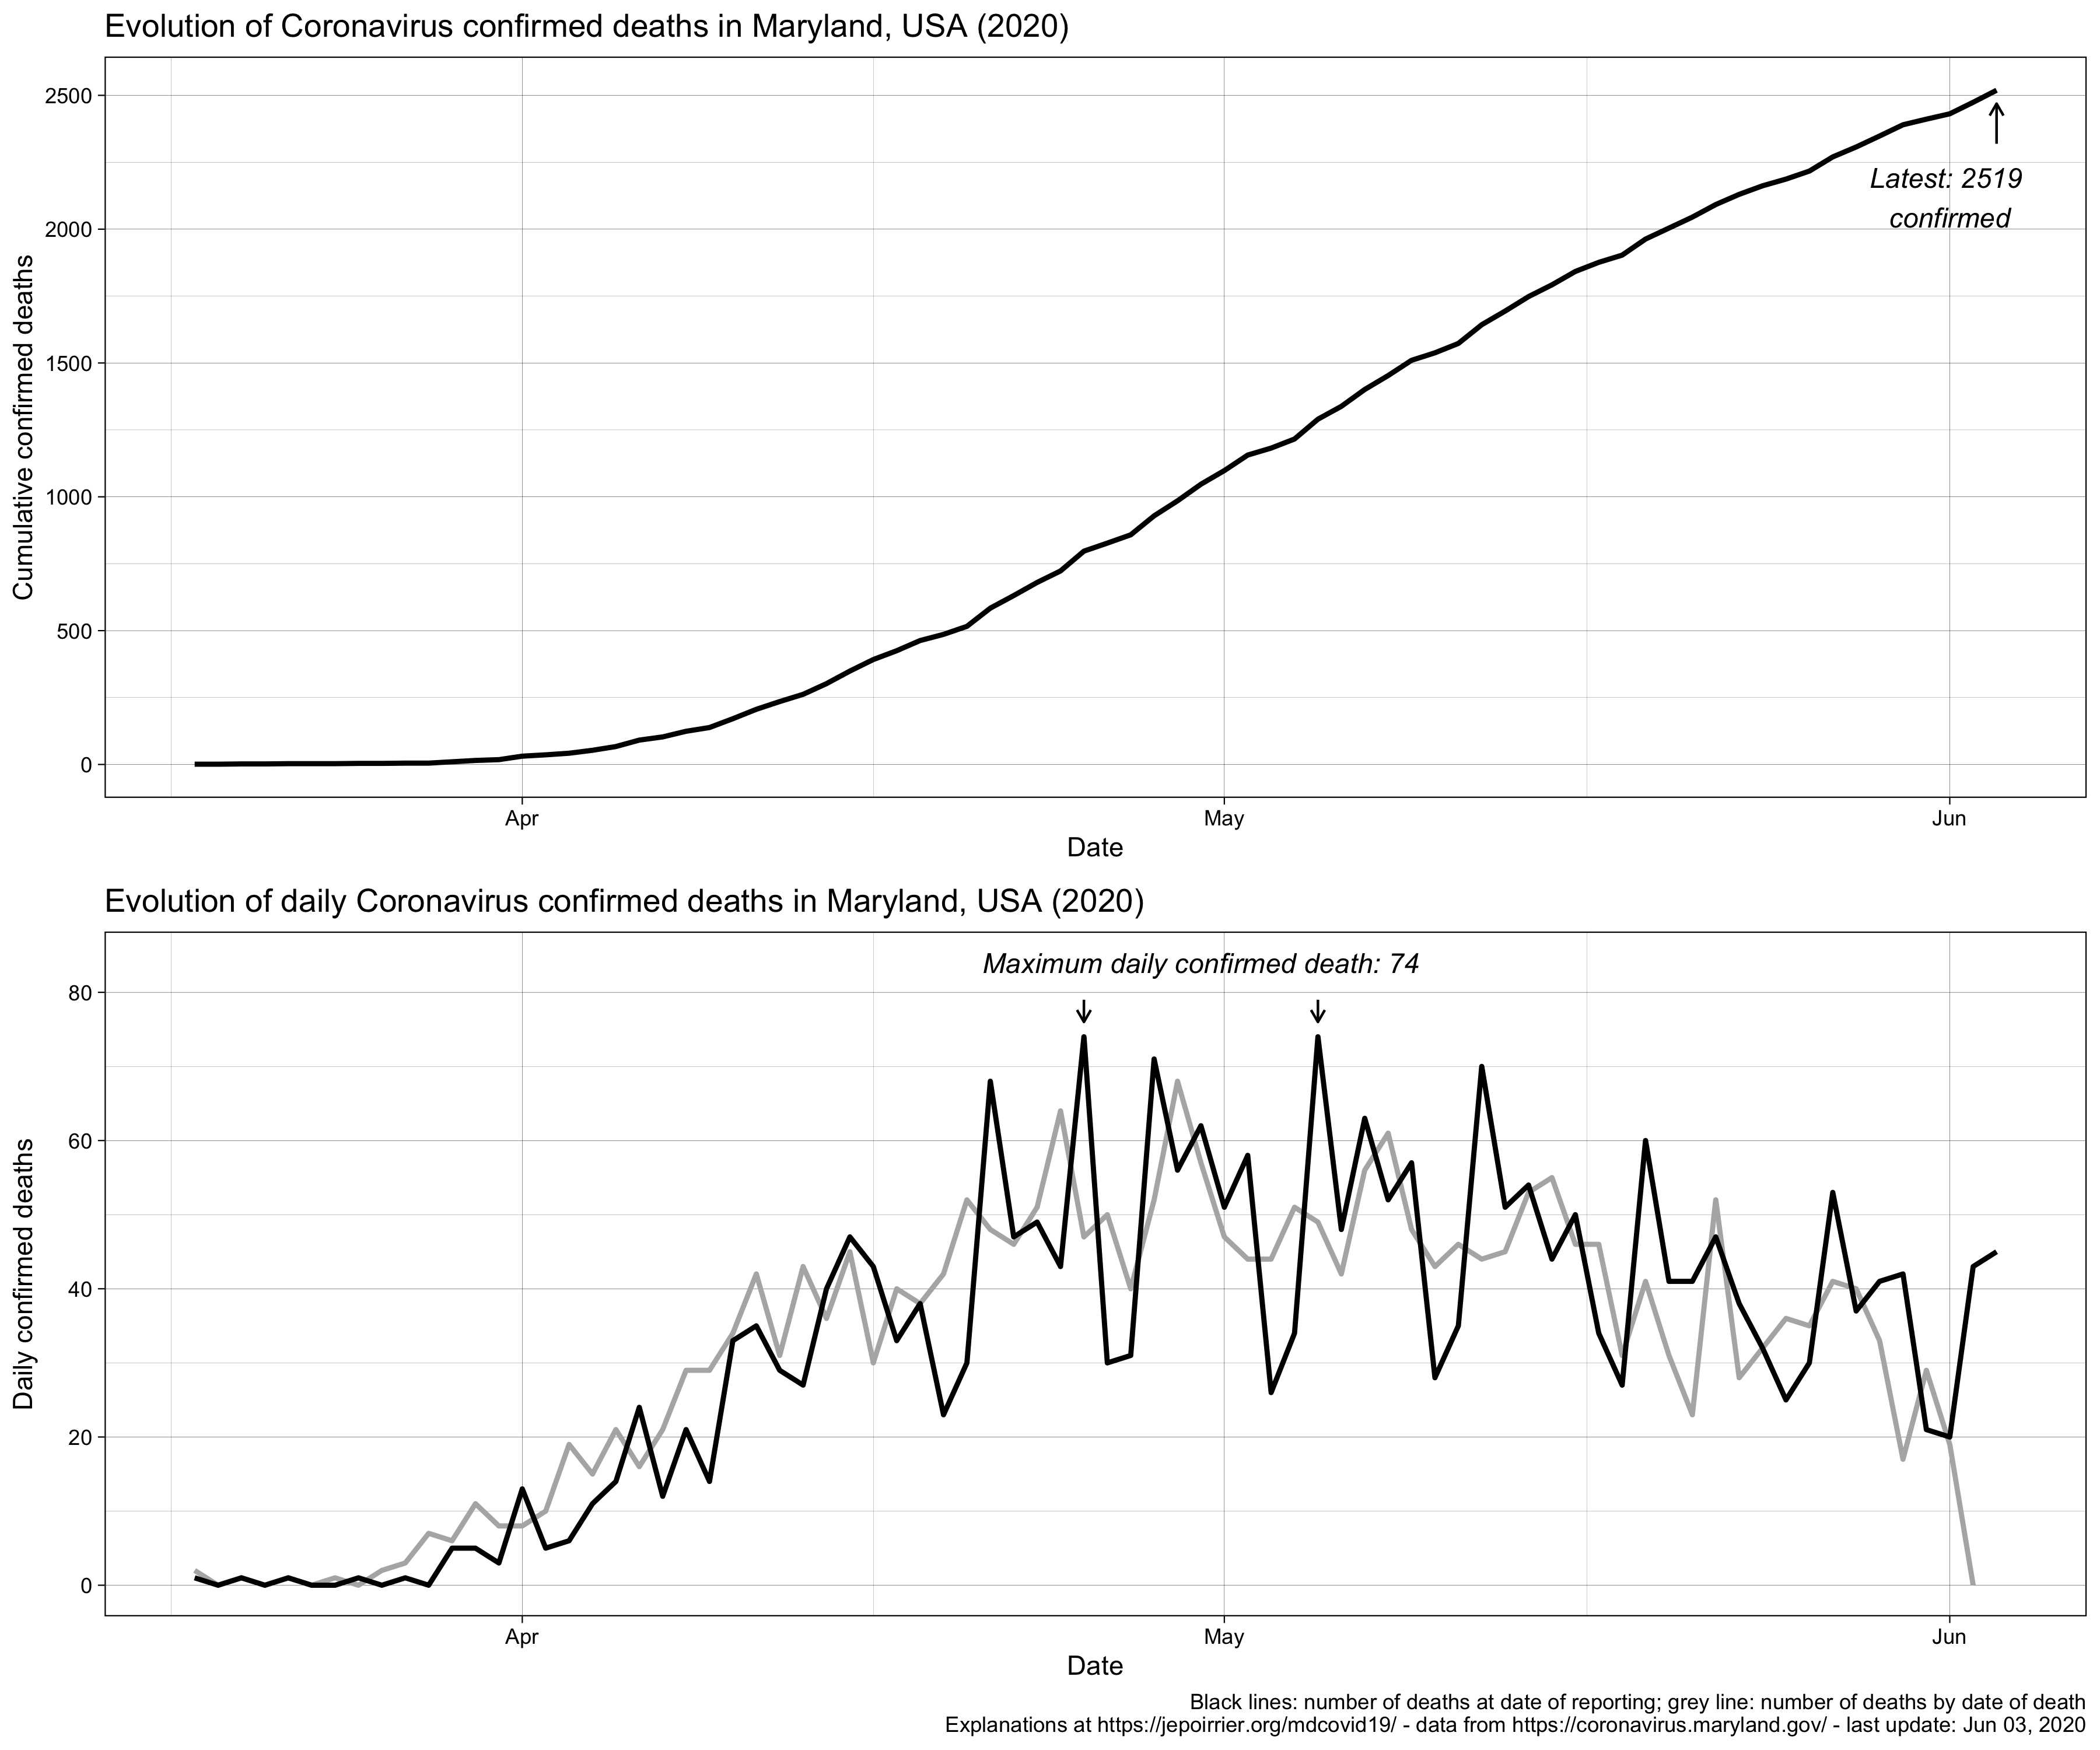 Evolution of Coronavirus confirmed deaths in Maryland, USA (2020)
Cumulative confirmed deaths
2500
2000
1500
1000
500
0
Latest: 2519
confirmed
Apr
May
Jun
Date
Evolution of daily Coronavirus confirmed deaths in Maryland, USA (2020)
Daily confirmed deaths
Maximum daily confirmed death: 74
80
60
40
20
0
Apr
May
Jun
Date
Black lines: number of deaths at date of reporting; grey line: number of deaths by date of death
Explanations at https://jepoirrier.org/mdcovid19/ - data from https://coronavirus.maryland.gov/ - last update: Jun 03, 2020